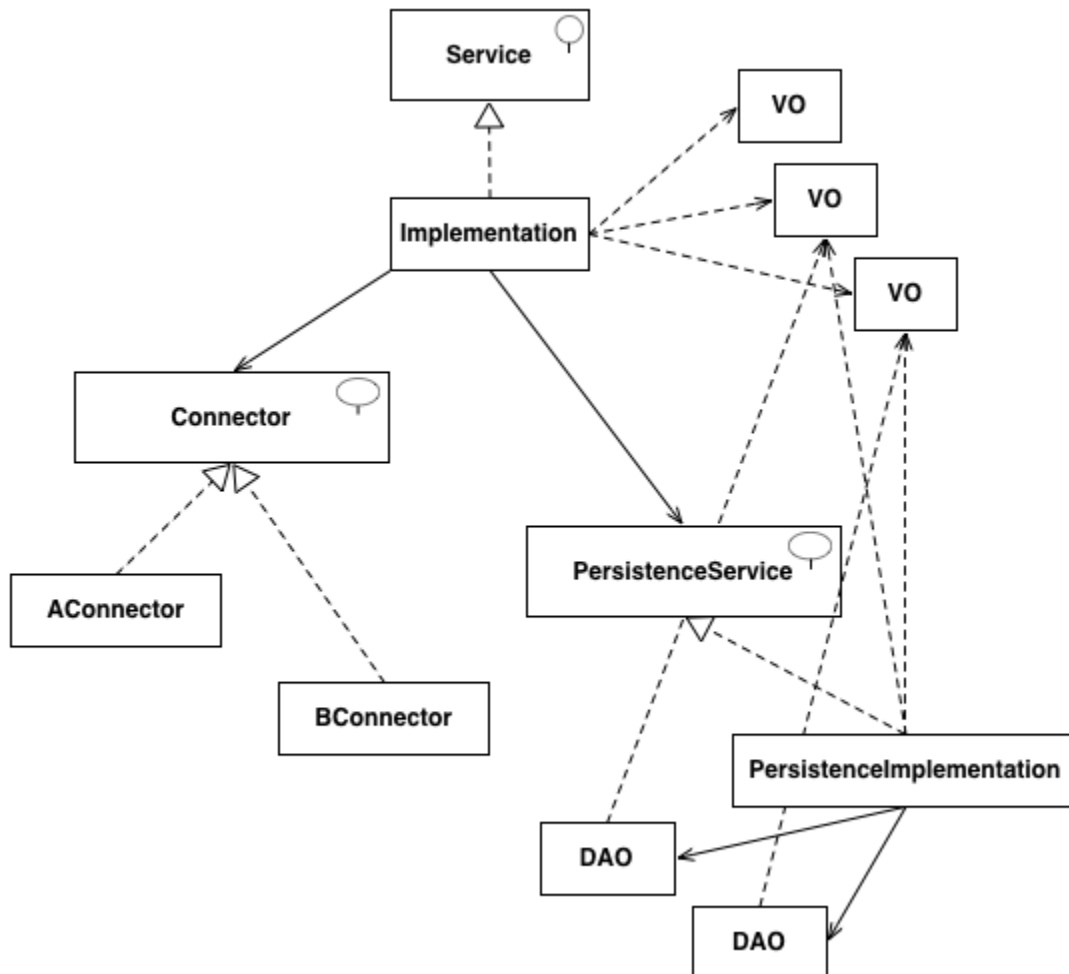 Service
VO
VO
Implementation
VO
Connector
PersistenceService
AConnector
BConnector
PersistenceImplementation
DAO
DAO